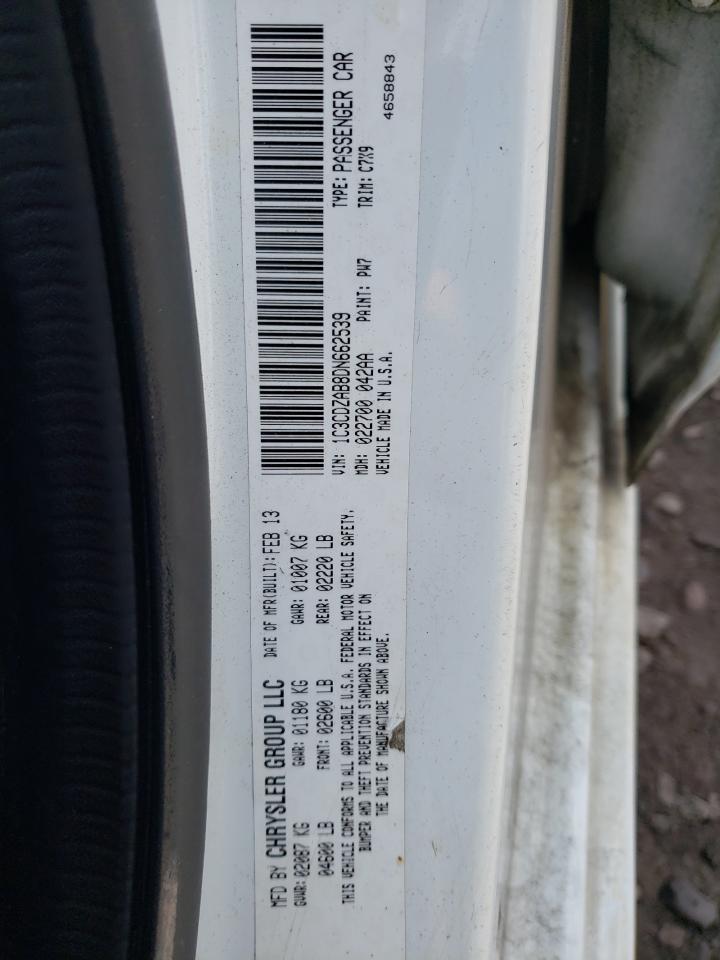 MFD BY CHRYSLER GROUP LLC DATE OF MFR(BUILT): FEB 13
GVWR: 02087 KG GAWR: 01180 KG GAWR: 01007 KG
04600 LB FRONT: 02600 LB REAR: 02220 LB
THIS VEHICLE CONFORMS TO ALL APPLICABLE U.S.A. FEDERAL MOTOR VEHICLE SAFETY,
BUMPER AND THEFT PREVENTION STANDARDS IN EFFECT ON
THE DATE OF MANUFACTURE SHOWN ABOVE.
VIN: 1C3CDZAB8DN662539 TYPE: PASSENGER CAR
MDH: 022700 042AA PAINT: PW7 TRIM: C7X9
VEHICLE MADE IN U.S.A. 4658843